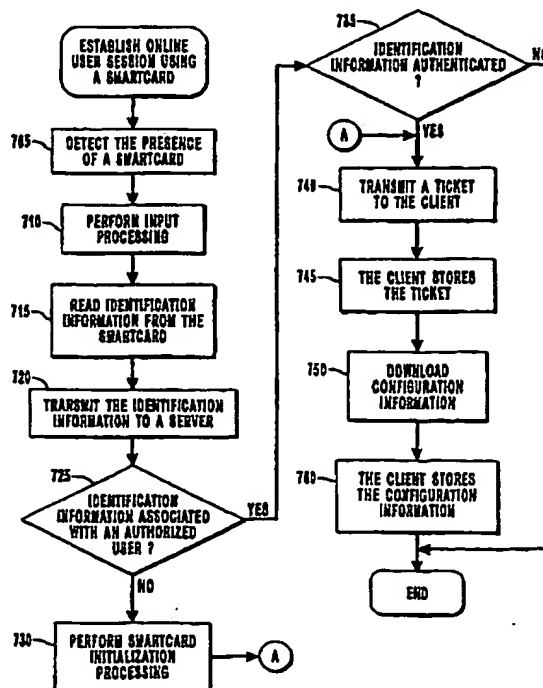 ESTABLISH ONLINE
USER SESSION USING
A SMARTCARD
705
DETECT THE PRESENCE
OF A SMARTCARD
710
PERFORM INPUT
PROCESSING
715
READ IDENTIFICATION
INFORMATION FROM THE
SMARTCARD
720
TRANSMIT THE IDENTIFICATION
INFORMATION TO A SERVER
725
IDENTIFICATION
INFORMATION ASSOCIATED
WITH AN AUTHORIZED
USER ?
YES
NO
730
PERFORM SMARTCARD
INITIALIZATION
PROCESSING
A
735
IDENTIFICATION
INFORMATION AUTHENTICATED
?
NO
A
YES
740
TRANSMIT A TICKET
TO THE CLIENT
745
THE CLIENT STORES
THE TICKET
750
DOWNLOAD
CONFIGURATION
INFORMATION
760
THE CLIENT STORES
THE CONFIGURATION
INFORMATION
END